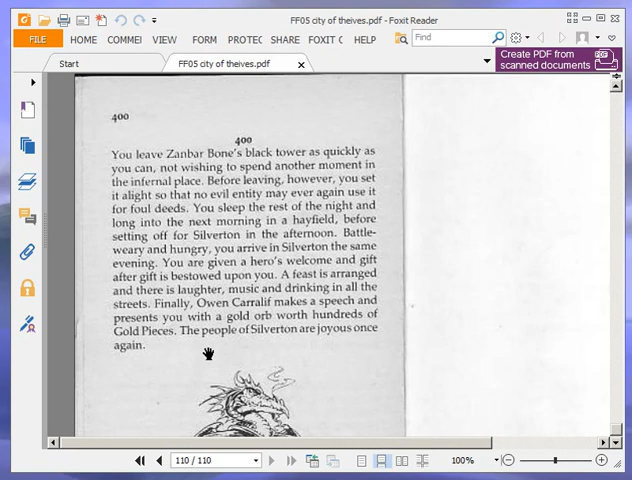 FF05 city of theives.pdf - Foxit Reader
FILE HOME COMMEI VIEW FORM PROTEC SHARE FOXIT C HELP Find
Start FF05 city of theives.pdf x Create PDF from
scanned documents
400
400
You leave Zanbar Bone's black tower as quickly as
you can, not wishing to spend another moment in
the infernal place. Before leaving, however, you set
it alight so that no evil entity may ever again use it
for foul deeds. You sleep the rest of the night and
long into the next morning in a hayfield, before
setting off for Silverton in the afternoon. Battle-
weary and hungry, you arrive in Silverton the same
evening. You are given a hero's welcome and gift
after gift is bestowed upon you. A feast is arranged
and there is laughter, music and drinking in all the
streets. Finally, Owen Carralif makes a speech and
presents you with a gold orb worth hundreds of
Gold Pieces. The people of Silverton are joyous once
again.
110 / 110 100%